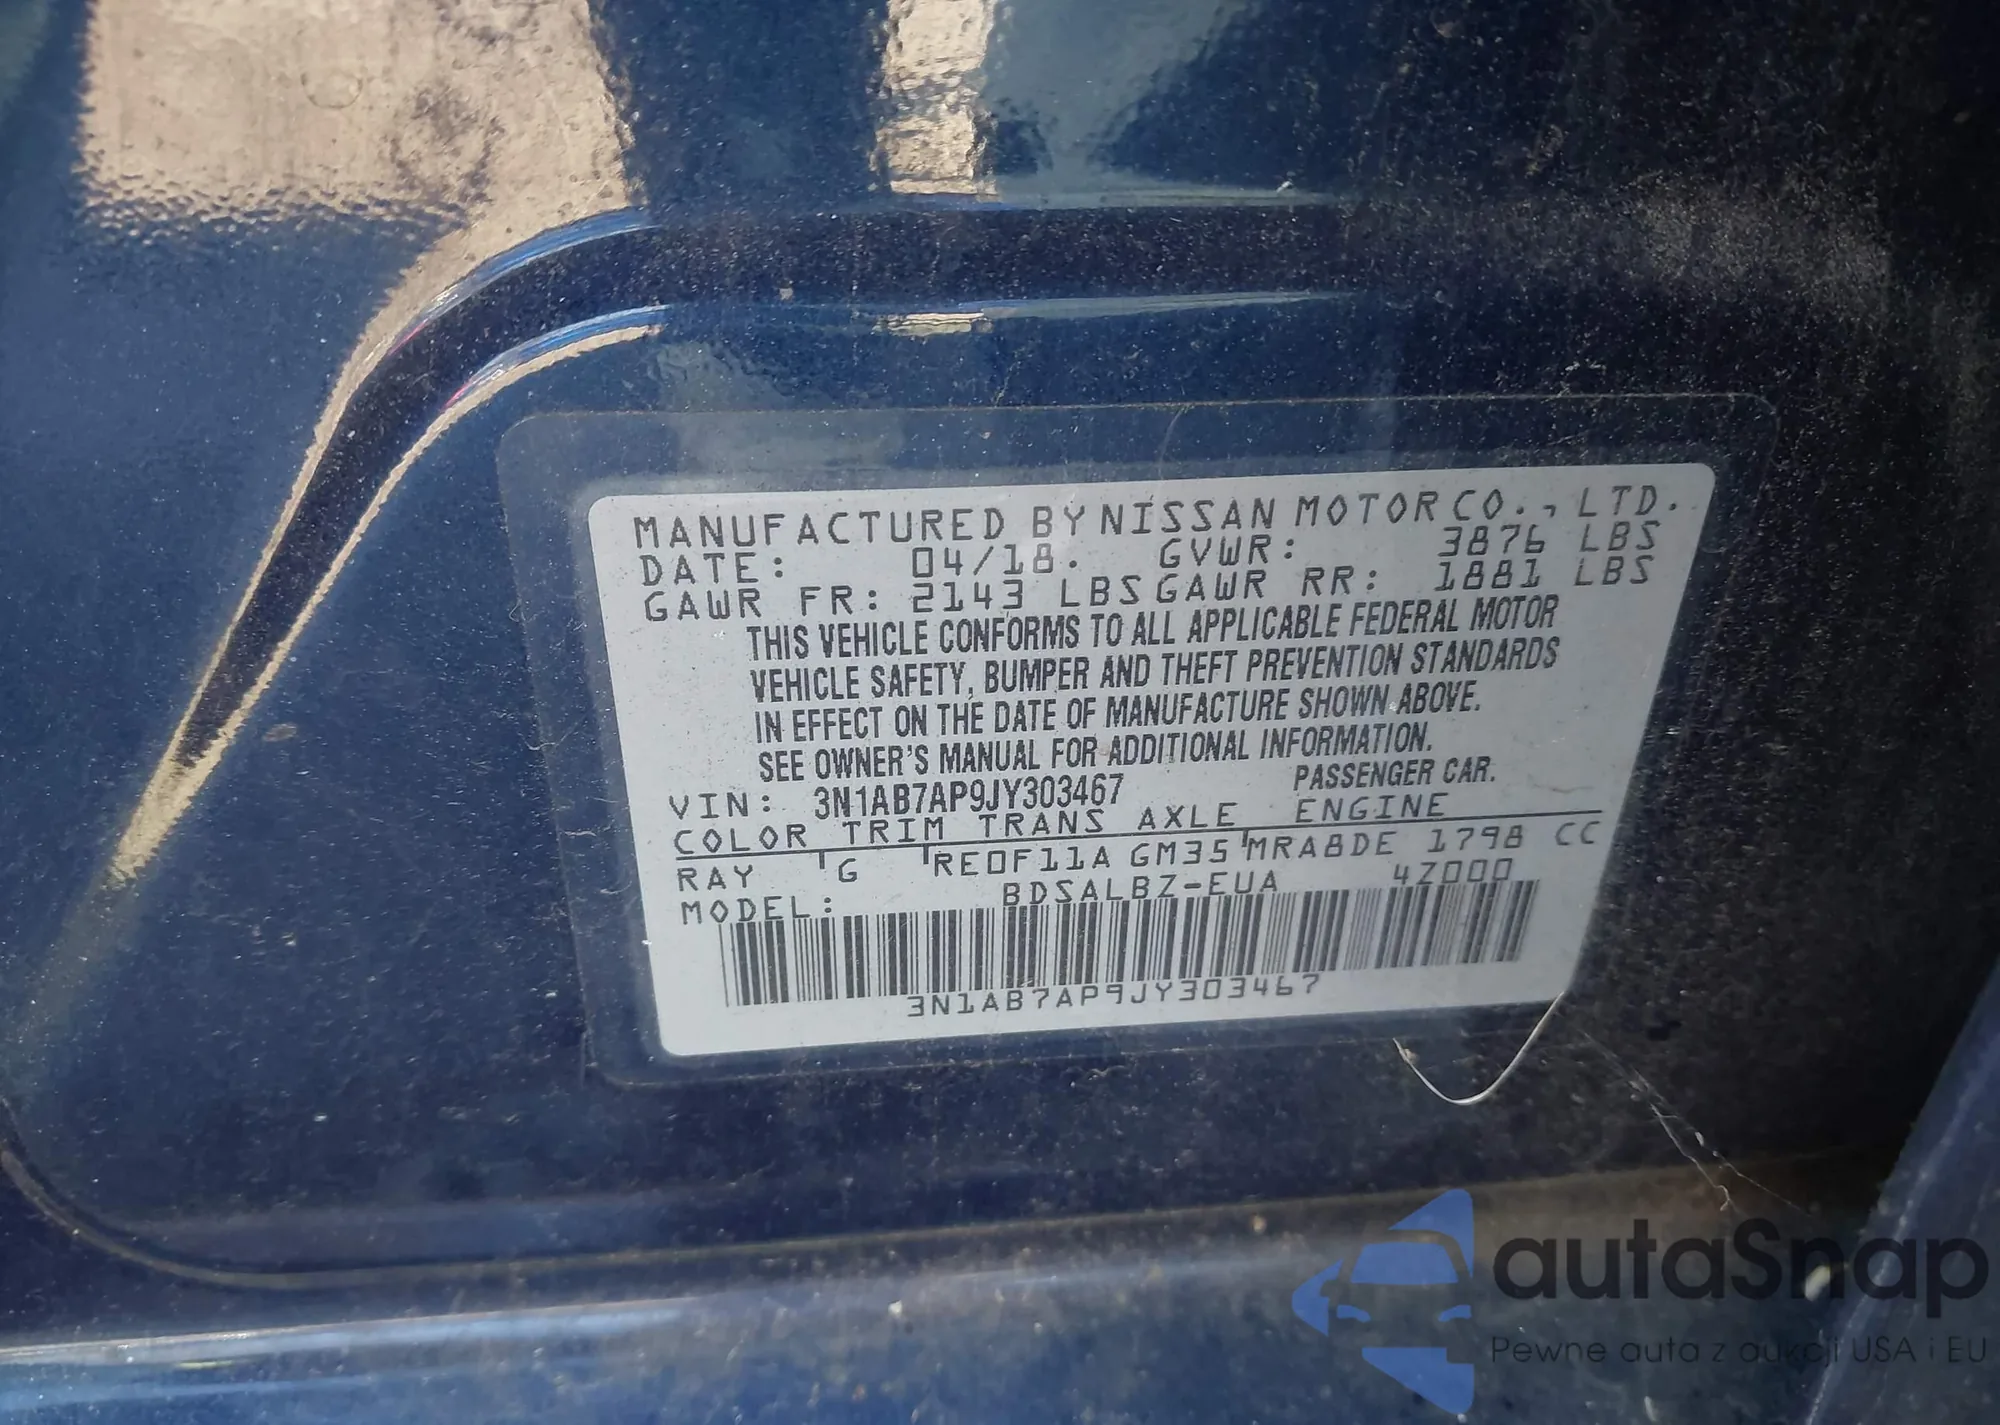 MANUFACTURED BY NISSAN MOTOR CO., LTD.
DATE: 04/18. GVWR: 3876 LBS
GAWR FR: 2143 LBS GAWR RR: 1881 LBS
THIS VEHICLE CONFORMS TO ALL APPLICABLE FEDERAL MOTOR
VEHICLE SAFETY, BUMPER AND THEFT PREVENTION STANDARDS
IN EFFECT ON THE DATE OF MANUFACTURE SHOWN ABOVE.
SEE OWNER'S MANUAL FOR ADDITIONAL INFORMATION.
VIN: 3N1AB7AP9JY303467 PASSENGER CAR.
COLOR TRIM TRANS AXLE ENGINE
RAY G RE0F11A GM35 MRA8DE 1798 CC
MODEL: BDSALBZ-EUA 4Z000
3N1AB7AP9JY303467
autaSnap
Pewne auta z aukcji USA i EU